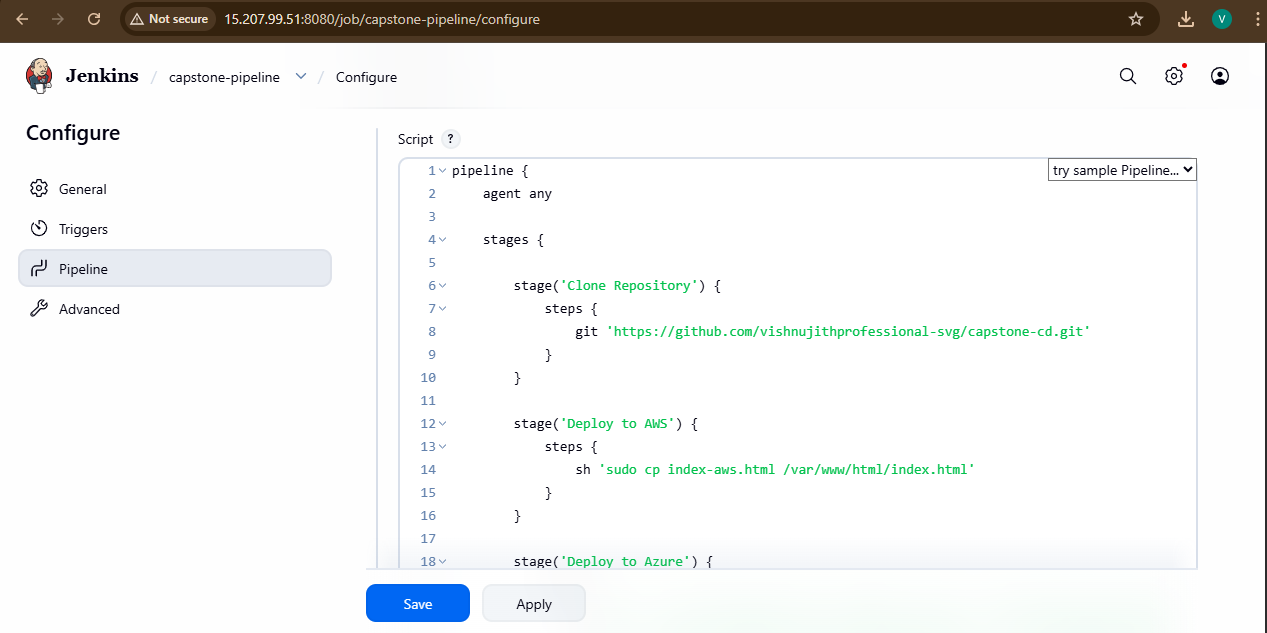 Not secure 15.207.99.51:8080/job/capstone-pipeline/configure V
Jenkins / capstone-pipeline / Configure
Configure
General
Triggers
Pipeline
Advanced
Script ?
try sample Pipeline...
1 pipeline {
2     agent any
3
4     stages {
5
6         stage('Clone Repository') {
7             steps {
8                 git 'https://github.com/vishnujithprofessional-svg/capstone-cd.git'
9             }
10         }
11
12         stage('Deploy to AWS') {
13             steps {
14                 sh 'sudo cp index-aws.html /var/www/html/index.html'
15             }
16         }
17
18         stage('Deploy to Azure') {
Save Apply